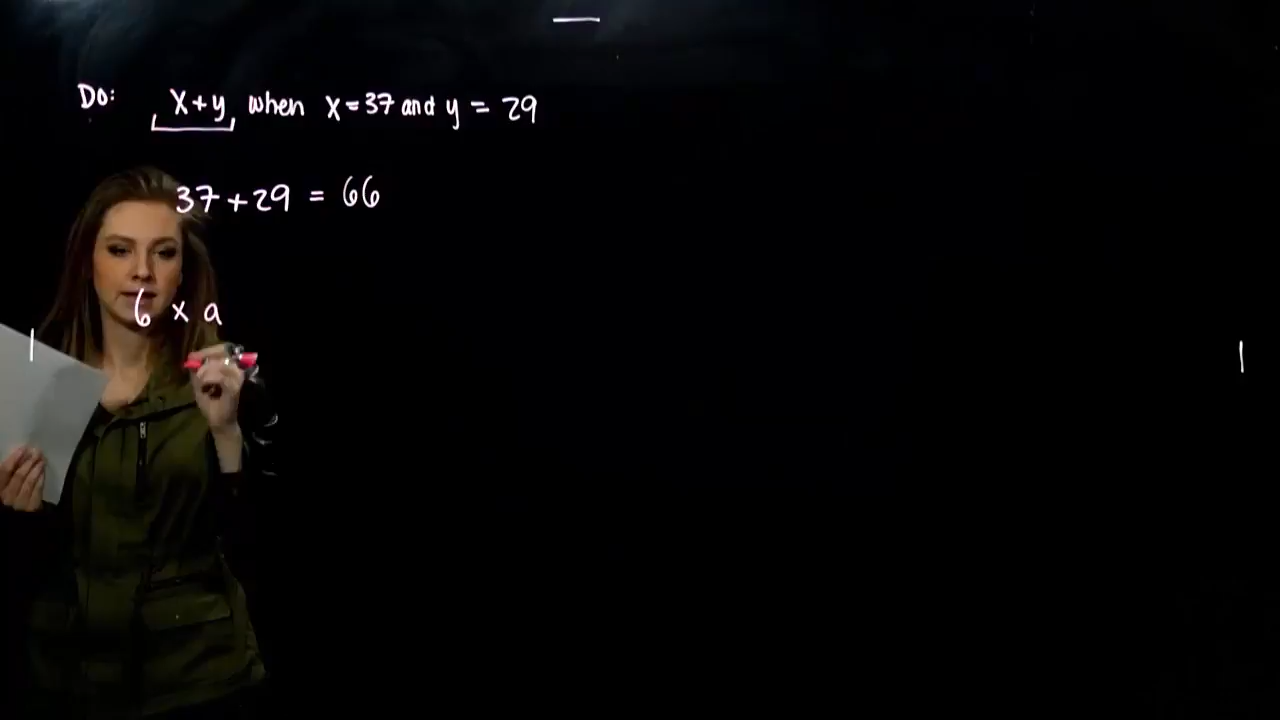 Do: x+y when x=37 and y = 29
37+29 = 66
6 x a